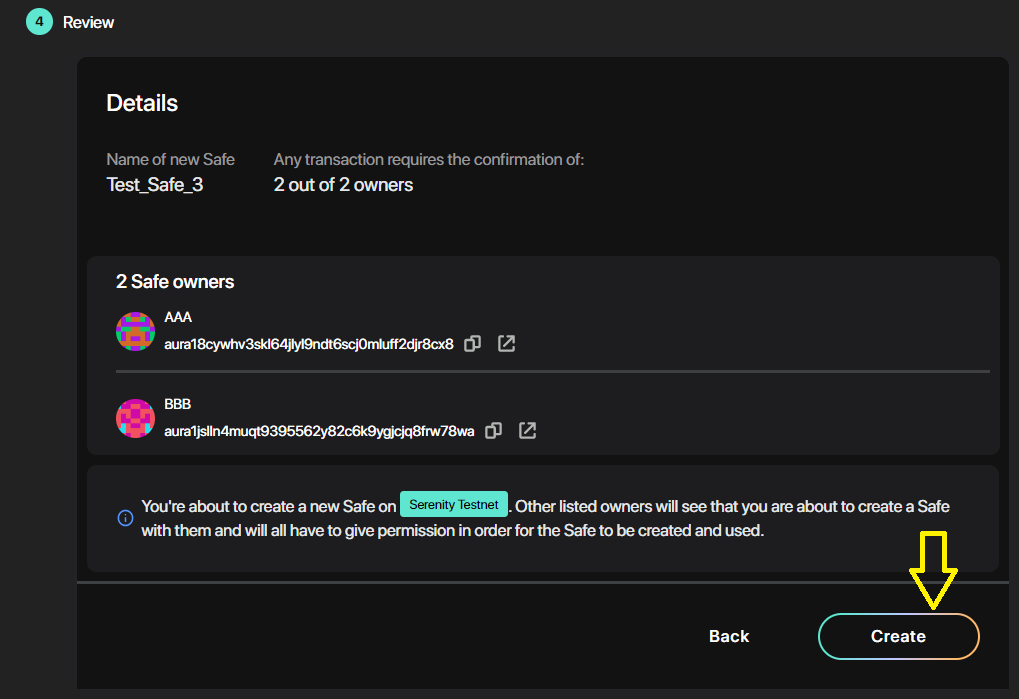 4 Review
Details
Name of new Safe Any transaction requires the confirmation of:
Test_Safe_3 2 out of 2 owners
2 Safe owners
AAA
aura18cywhv3skl64jlyl9ndt6scj0mluff2djr8cx8
BBB
aura1jslln4muqt9395562y82c6k9ygjcjq8frw78wa
You're about to create a new Safe on Serenity Testnet. Other listed owners will see that you are about to create a Safe
with them and will all have to give permission in order for the Safe to be created and used.
Back Create